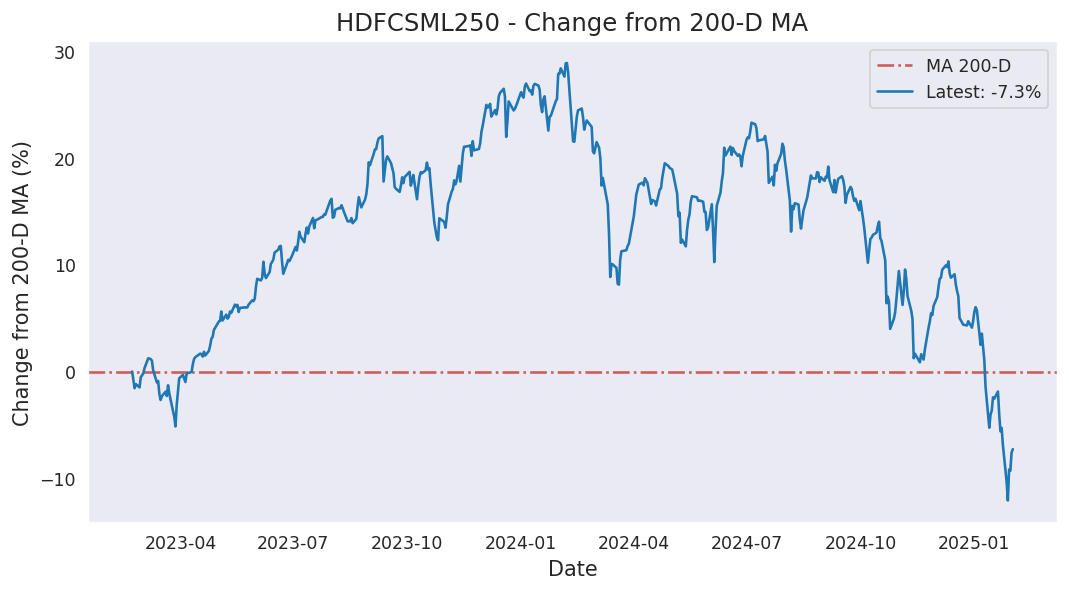 HDFCSML250 - Change from 200-D MA
MA 200-D
Latest: -7.3%
Change from 200-D MA (%)
30
20
10
0
−10
2023-04
2023-07
2023-10
2024-01
2024-04
2024-07
2024-10
2025-01
Date